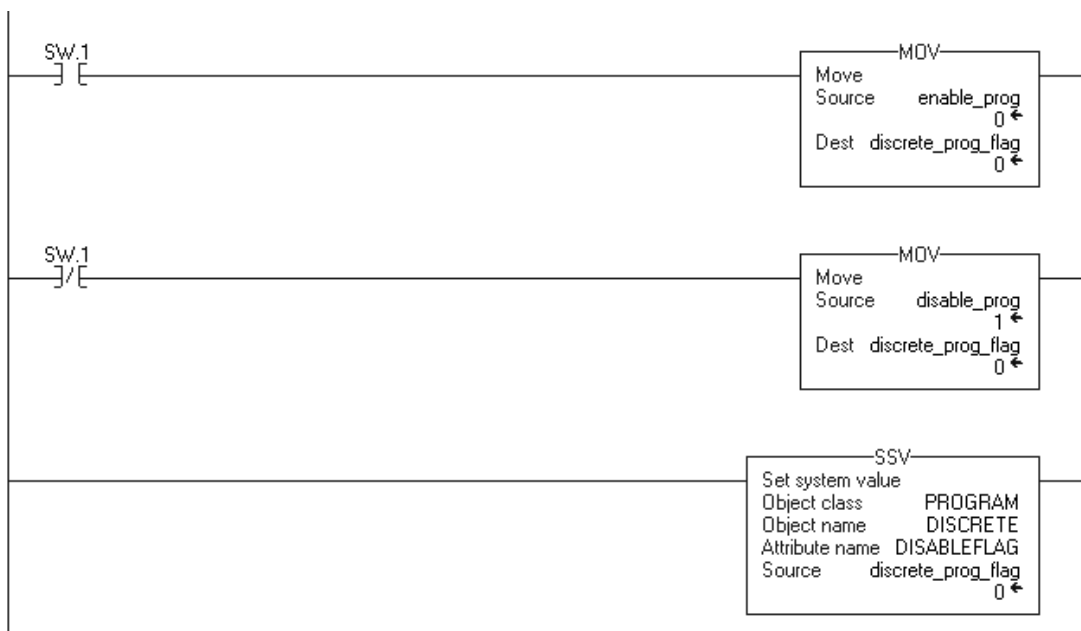 SW.1
MOV
Move
Source enable_prog
0
Dest discrete_prog_flag
0
SW.1
MOV
Move
Source disable_prog
1
Dest discrete_prog_flag
0
SSV
Set system value
Object class PROGRAM
Object name DISCRETE
Attribute name DISABLEFLAG
Source discrete_prog_flag
0